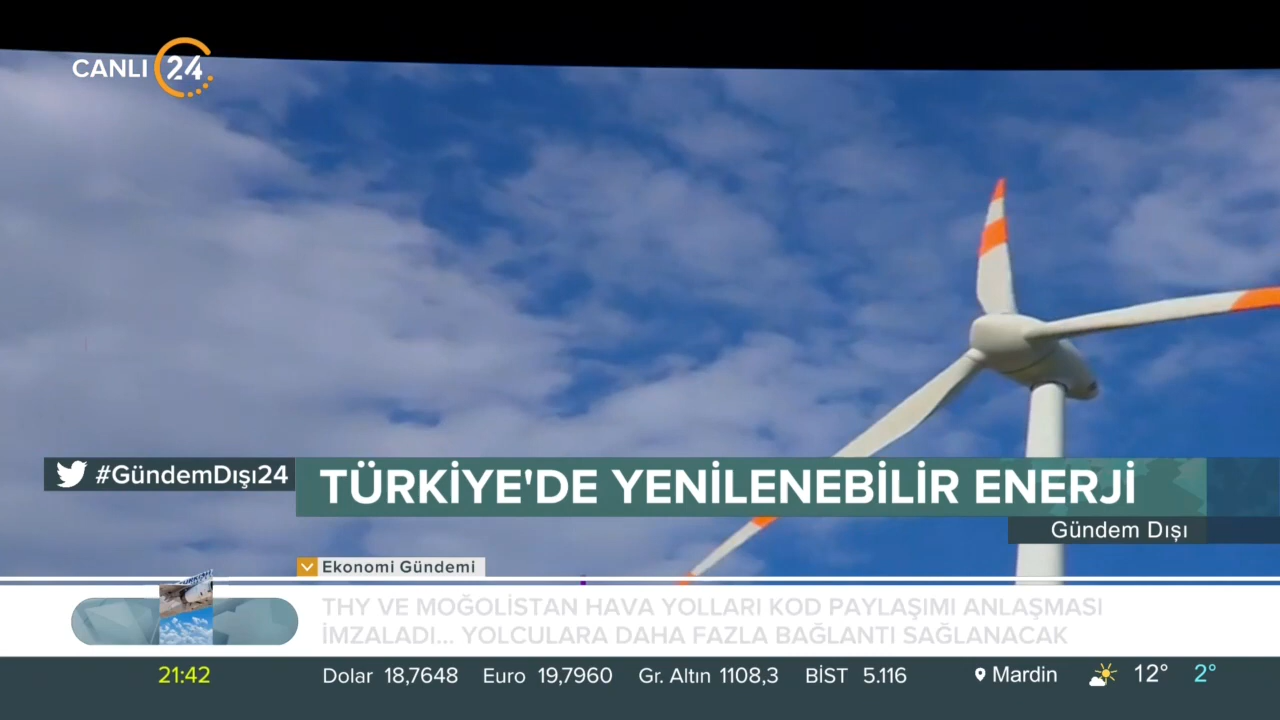 CANLI 24
#GündemDışı24
TÜRKİYE'DE YENİLENEBİLİR ENERJİ
Gündem Dışı
Ekonomi Gündemi
THY VE MOĞOLİSTAN HAVA YOLLARI KOD PAYLAŞIMI ANLAŞMASI
İMZALADI... YOLCULARA DAHA FAZLA BAĞLANTI SAĞLANACAK
21:42 Dolar 18,7648 Euro 19,7960 Gr. Altın 1108,3 BİST 5.116 Mardin 12° 2°